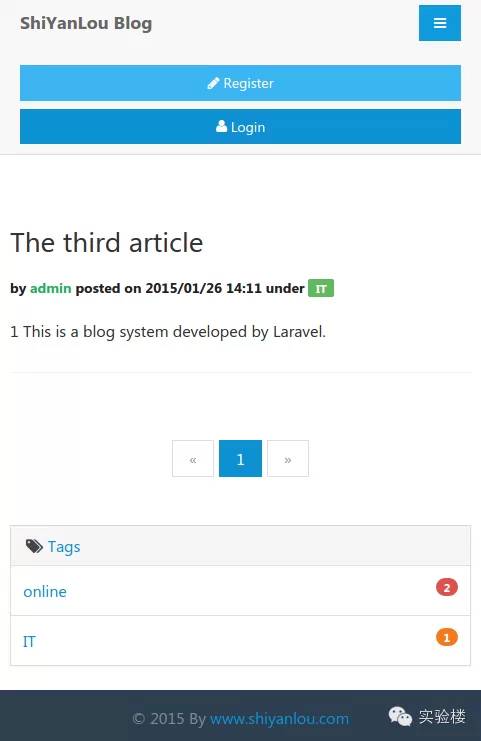 ShiYanLou Blog
Register
Login
The third article
by admin posted on 2015/01/26 14:11 under IT
1 This is a blog system developed by Laravel.
« 1 »
Tags
online 2
IT 1
© 2015 By www.shiyanlou.com
实验楼